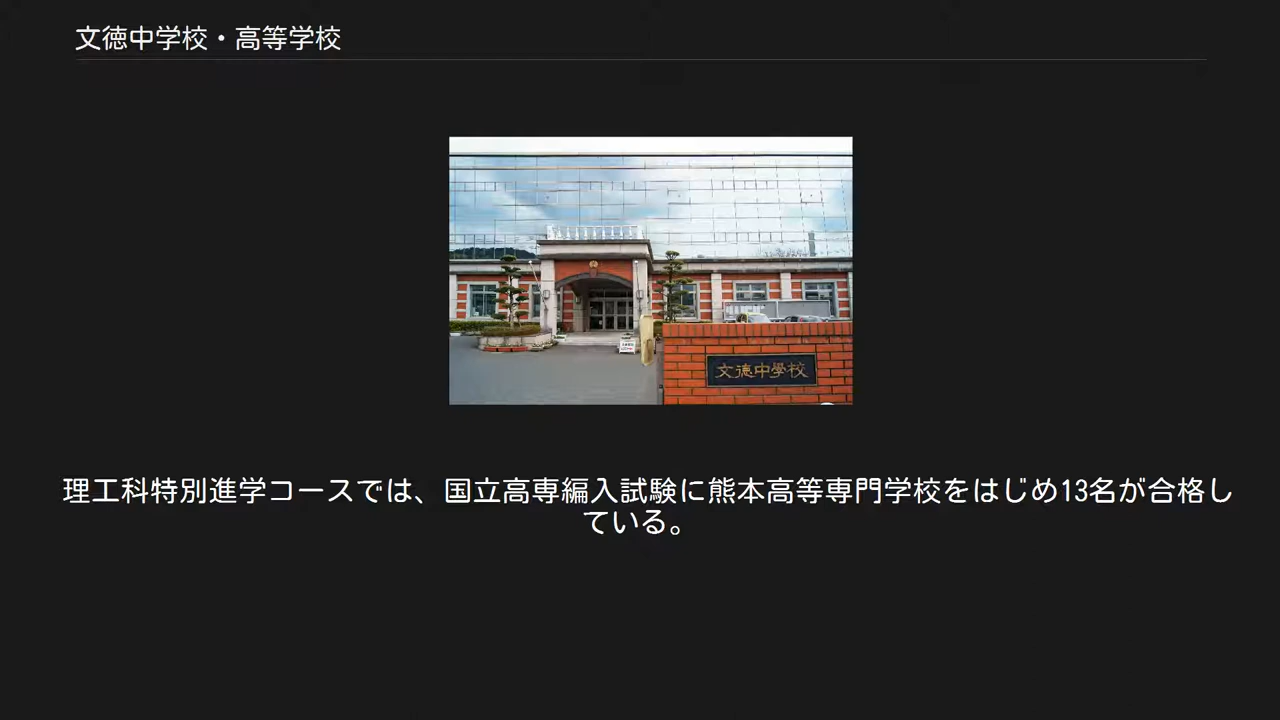 文徳中学校・高等学校
文德中學校
理工科特別進学コースでは、国立高専編入試験に熊本高等専門学校をはじめ13名が合格し
ている。